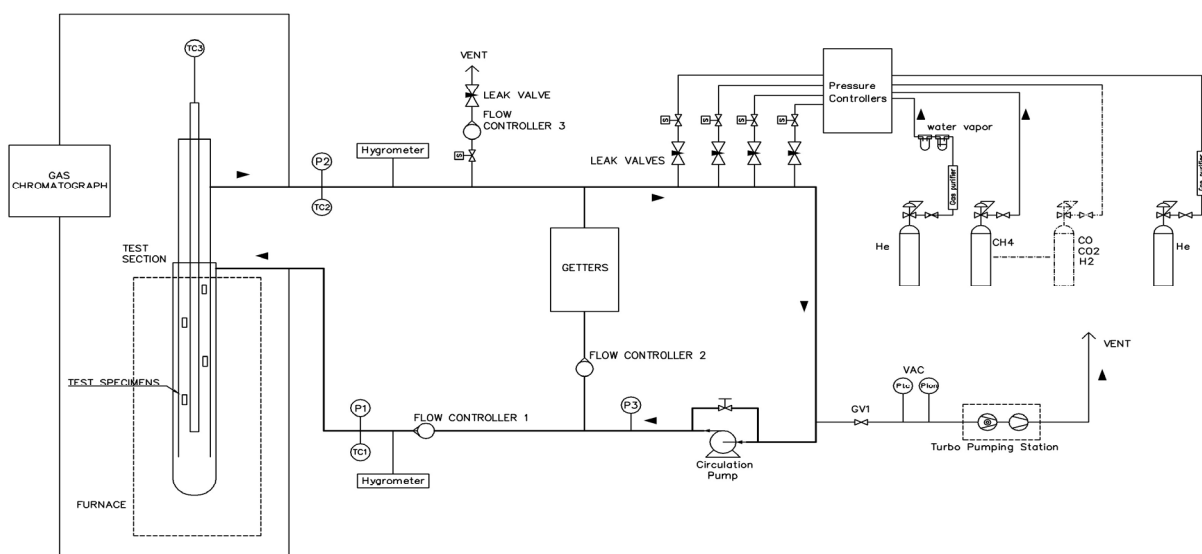 TC3
VENT
LEAK VALVE
FLOW
CONTROLLER 3
S
P2
Hygrometer
TC2
GAS
CHROMATOGRAPH
S
S
S
S
LEAK VALVES
Pressure
Controllers
water vapor
Gas purifier
Gas purifier
He
CH4
CO
CO2
H2
He
TEST
SECTION
GETTERS
FLOW CONTROLLER 2
TEST SPECIMENS
P1
TC1
FLOW CONTROLLER 1
Hygrometer
P3
Circulation
Pump
VAC
GV1
VENT
Turbo Pumping Station
FURNACE